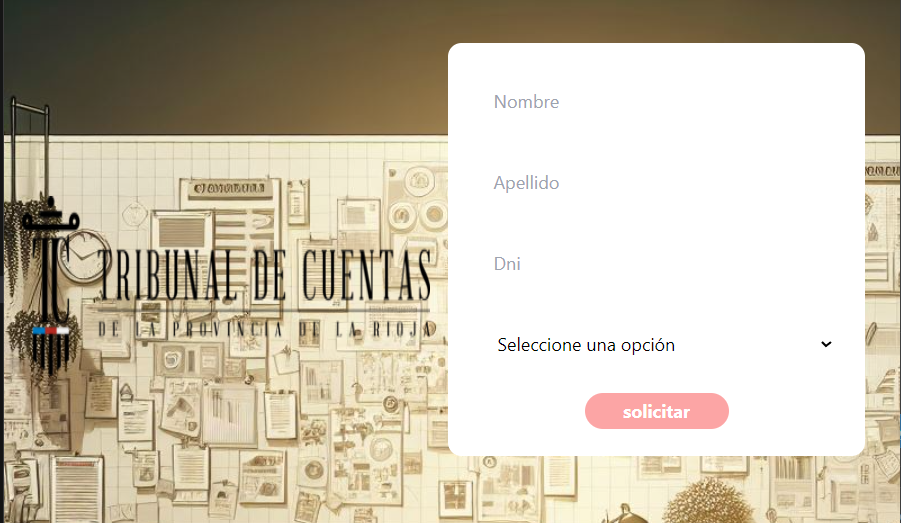 Nombre
Apellido
TRIBUNAL DE CUENTAS
DE LA PROVINCIA DE LA RIOJA
Dni
Seleccione una opción
solicitar